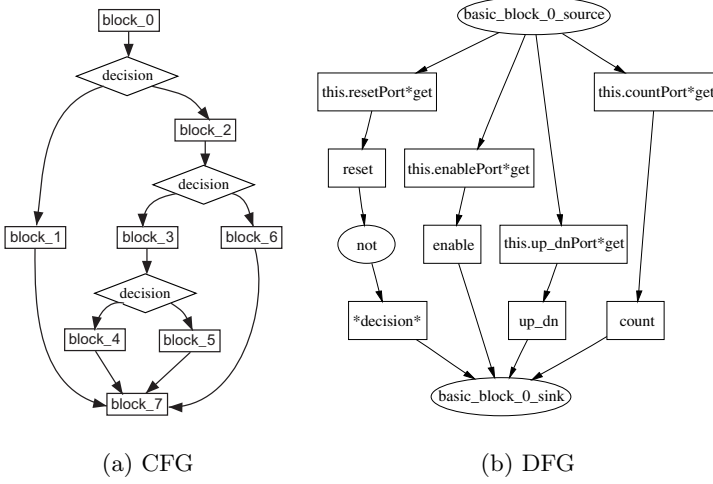 block_0
decision
block_2
decision
block_1
block_3
block_6
decision
block_4
block_5
block_7
(a) CFG
basic_block_0_source
this.resetPort*get
this.countPort*get
reset
this.enablePort*get
not
enable
this.up_dnPort*get
*decision*
up_dn
count
basic_block_0_sink
(b) DFG